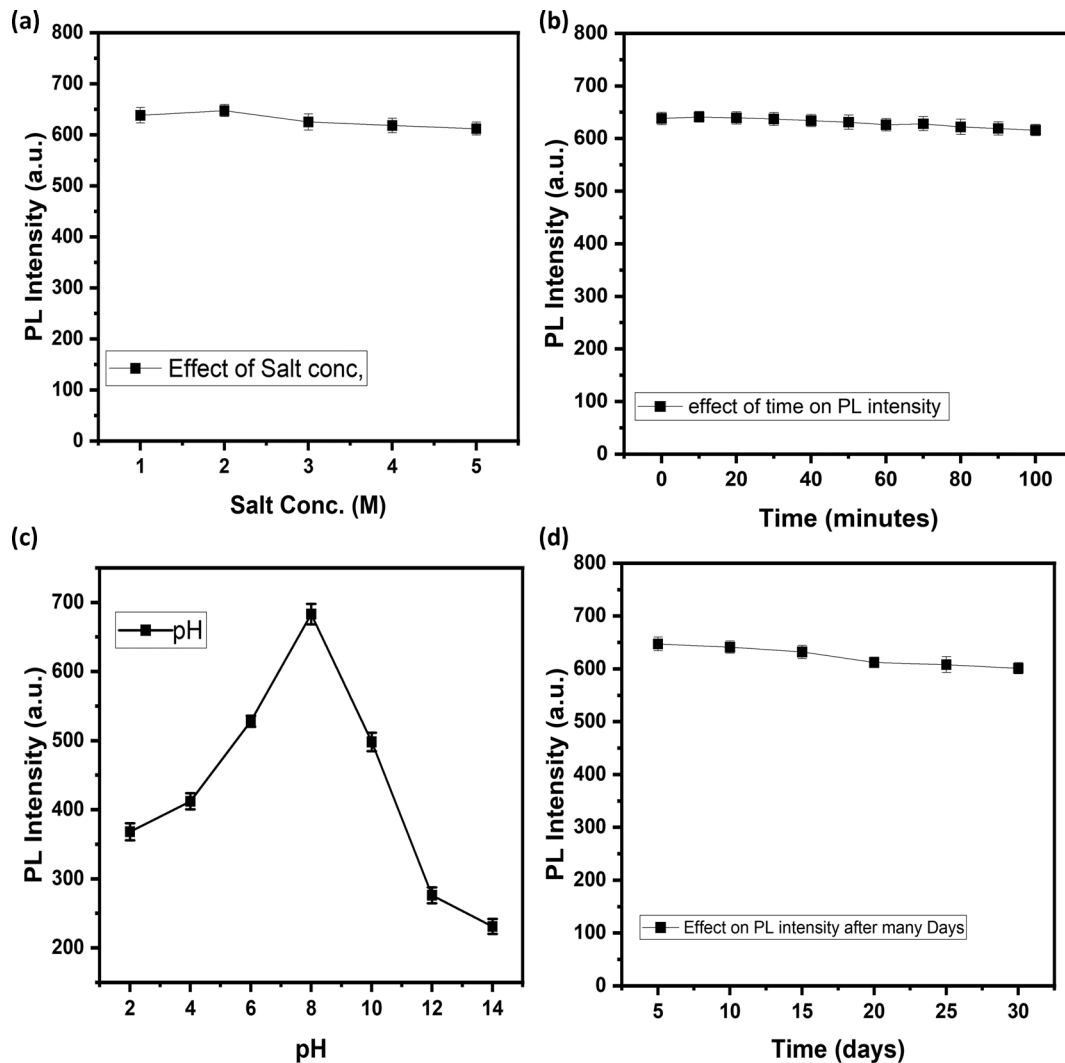 (a)
800
700
600
500
400
300
200
100
0
PL Intensity (a.u.)
Effect of Salt conc,
1 2 3 4 5
Salt Conc. (M)
(b)
800
700
600
500
400
300
200
100
0
PL Intensity (a.u.)
effect of time on PL intensity
0 20 40 60 80 100
Time (minutes)
(c)
700
600
500
400
300
200
PL Intensity (a.u.)
pH
2 4 6 8 10 12 14
pH
(d)
800
700
600
500
400
300
200
100
0
PL Intensity (a.u.)
Effect on PL intensity after many Days
5 10 15 20 25 30
Time (days)